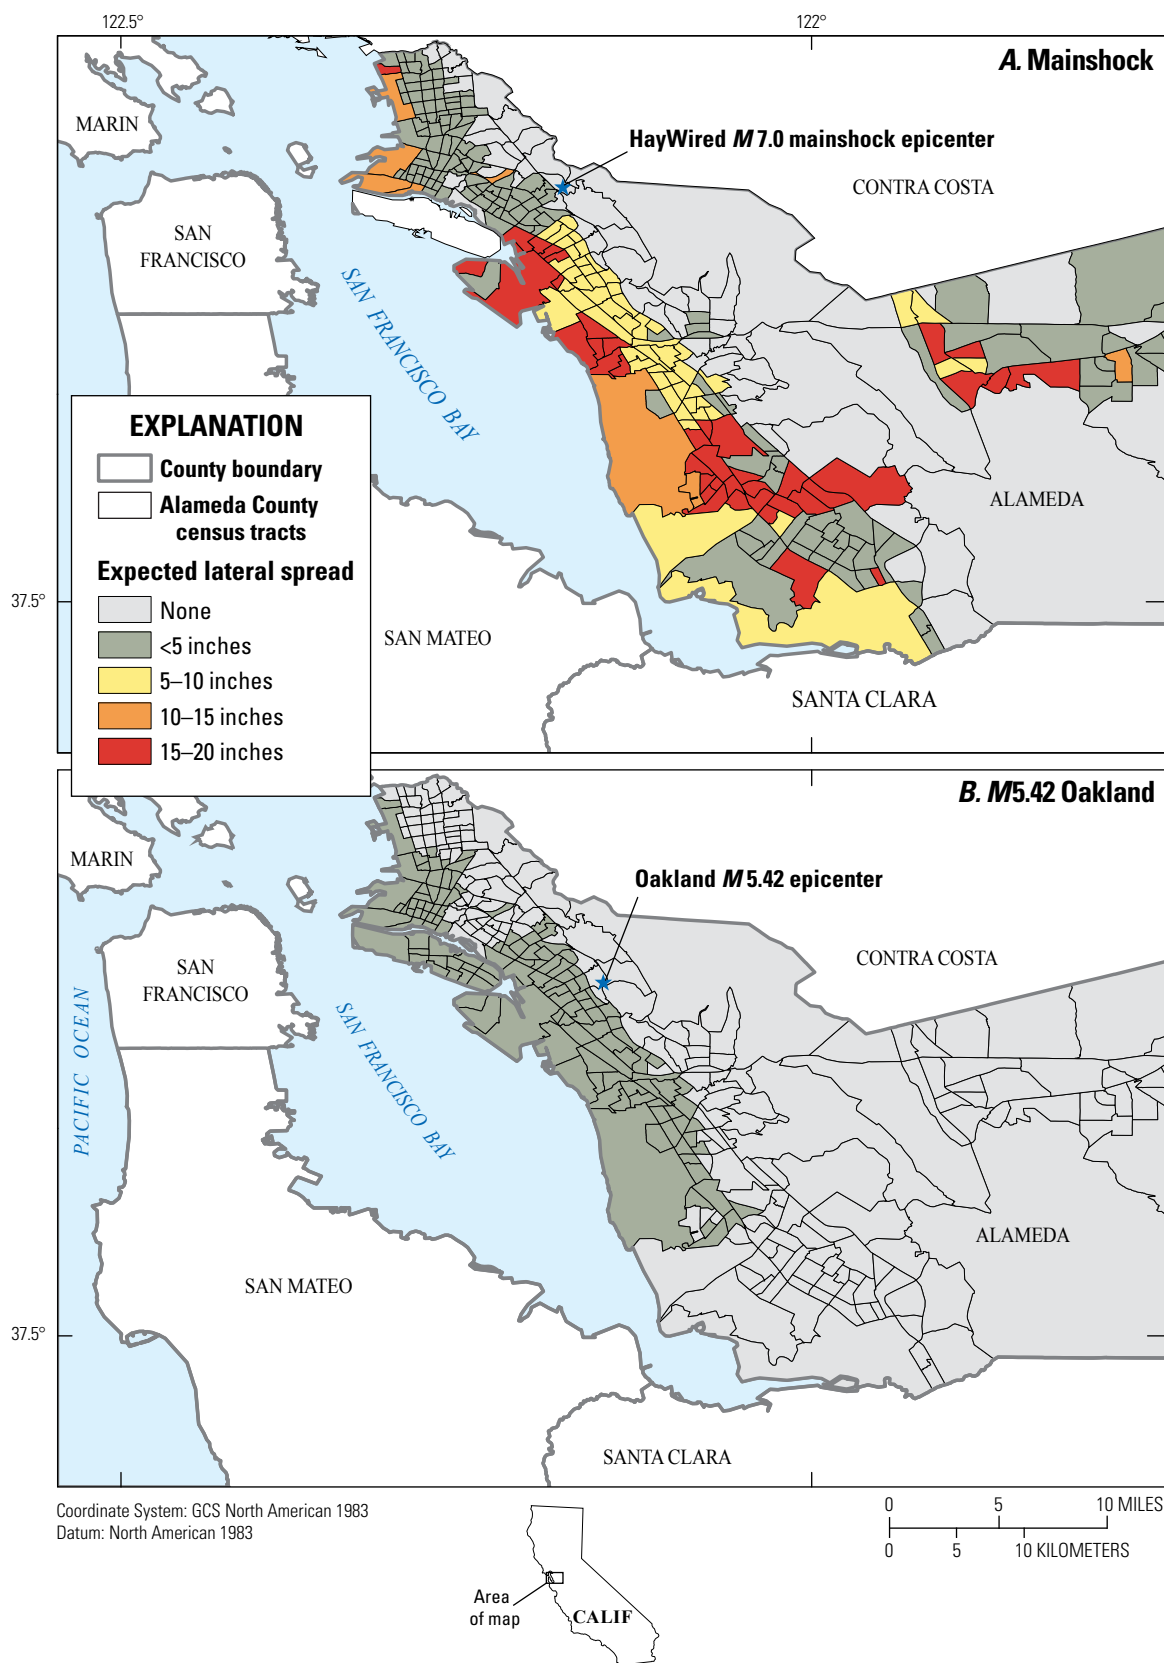 122.5°
122°
A. Mainshock
MARIN
HayWired M 7.0 mainshock epicenter
CONTRA COSTA
SAN
FRANCISCO
SAN FRANCISCO BAY
EXPLANATION
County boundary
Alameda County
census tracts
Expected lateral spread
None
<5 inches
5–10 inches
10–15 inches
15–20 inches
ALAMEDA
37.5°
SAN MATEO
SANTA CLARA
B. M5.42 Oakland
MARIN
Oakland M 5.42 epicenter
CONTRA COSTA
SAN
FRANCISCO
PACIFIC OCEAN
SAN FRANCISCO BAY
ALAMEDA
SAN MATEO
37.5°
SANTA CLARA
Coordinate System: GCS North American 1983
Datum: North American 1983
0 5 10 MILES
0 5 10 KILOMETERS
Area
of map
CALIF